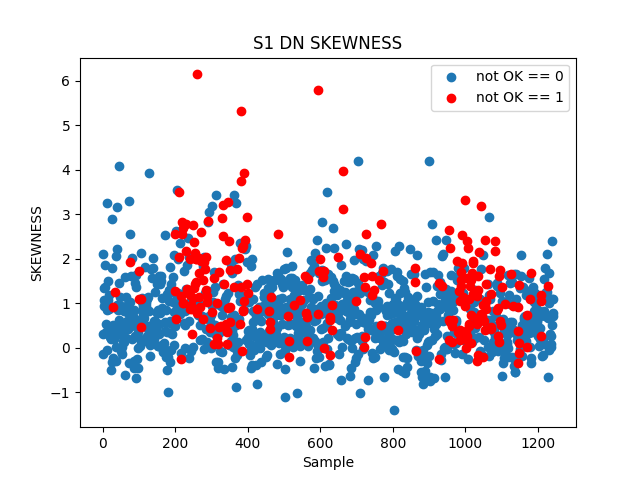 S1 DN SKEWNESS
not OK == 0
not OK == 1
6
5
4
3
2
1
0
−1
SKEWNESS
0 200 400 600 800 1000 1200
Sample